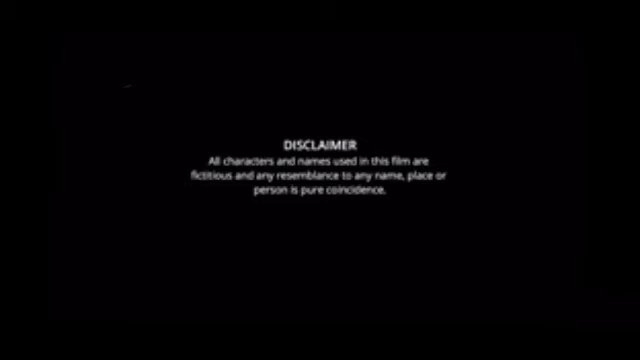 DISCLAIMER
All characters and names used in this film are
fictitious and any resemblance to any name, place or
person is pure coincidence.